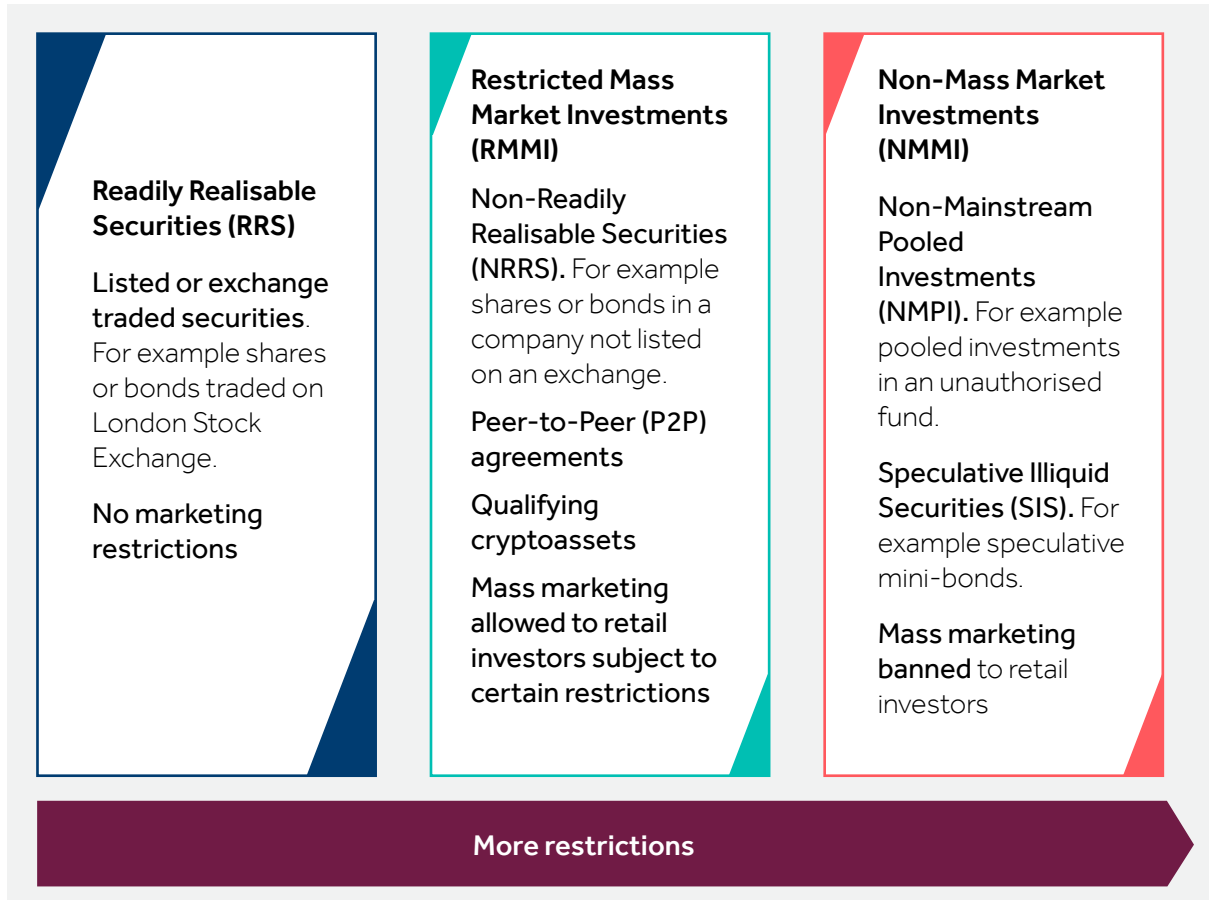 Readily Realisable
Securities (RRS)
Listed or exchange
traded securities.
For example shares
or bonds traded on
London Stock
Exchange.
No marketing
restrictions
Restricted Mass
Market Investments
(RMMI)
Non-Readily
Realisable Securities
(NRRS). For example
shares or bonds in a
company not listed
on an exchange.
Peer-to-Peer (P2P)
agreements
Qualifying
cryptoassets
Mass marketing
allowed to retail
investors subject to
certain restrictions
Non-Mass Market
Investments
(NMMI)
Non-Mainstream
Pooled
Investments
(NMPI). For example
pooled investments
in an unauthorised
fund.
Speculative Illiquid
Securities (SIS). For
example speculative
mini-bonds.
Mass marketing
banned to retail
investors
More restrictions